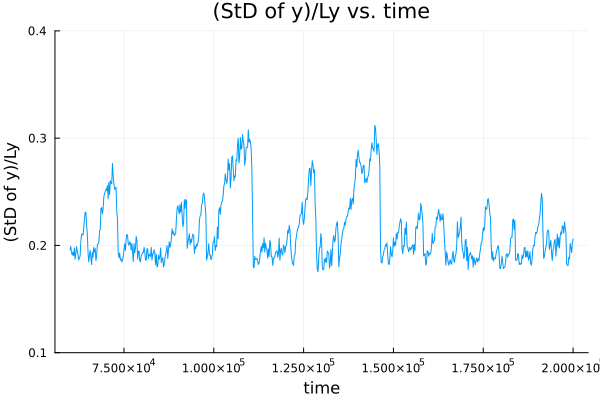 (StD of y)/Ly vs. time
0.4
0.3
0.2
0.1
(StD of y)/Ly
7.500×10⁴ 1.000×10⁵ 1.250×10⁵ 1.500×10⁵ 1.750×10⁵ 2.000×10
time